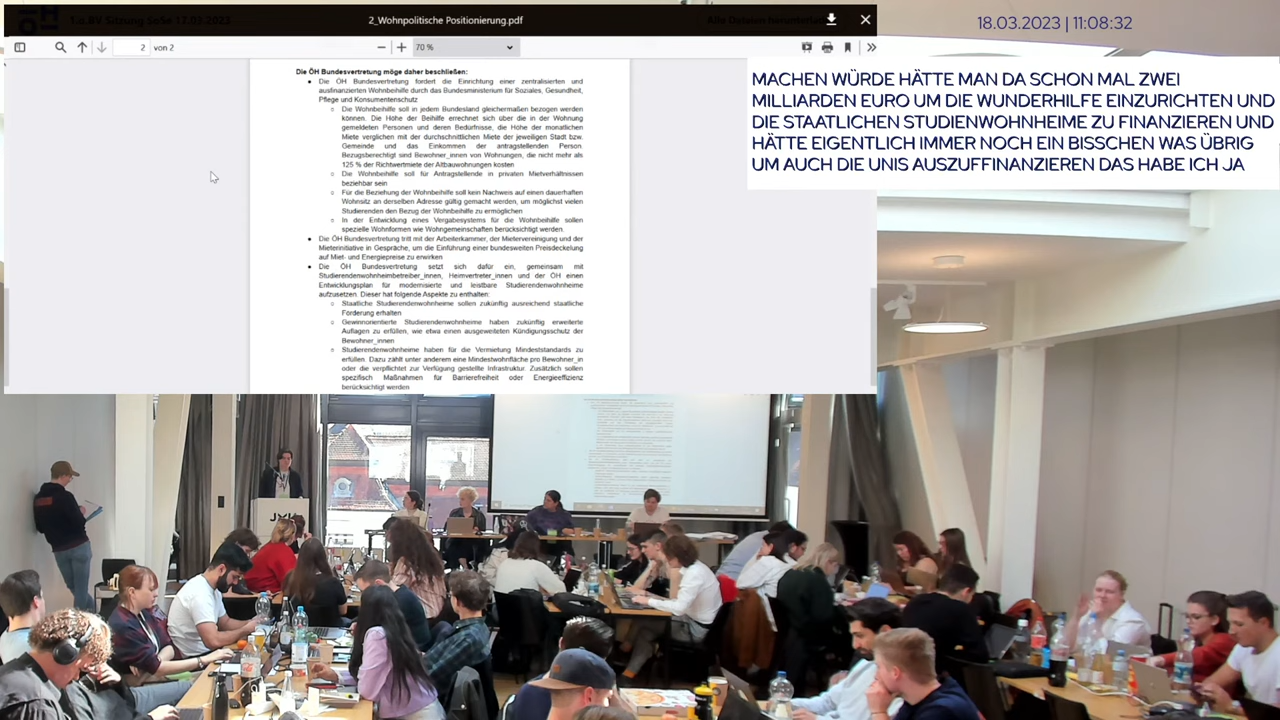 1.o.BV Sitzung SoSe 17.03.2023
2_Wohnpolitische Positionierung.pdf
Alle Dateien herunterladen
18.03.2023 | 11:08:32
2 von 2
70 %
MACHEN WÜRDE HÄTTE MAN DA SCHON MAL ZWEI
MILLIARDEN EURO UM DIE WUNDERHILFE EINZURICHTEN UND
DIE STAATLICHEN STUDIENWOHNHEIME ZU FINANZIEREN UND
HÄTTE EIGENTLICH IMMER NOCH EIN BISSCHEN WAS ÜBRIG
UM AUCH DIE UNIS AUSZUFFINANZIEREN DAS HABE ICH JA
Die ÖH Bundesvertretung möge daher beschließen:
• Die ÖH Bundesvertretung fordert die Einrichtung einer zentralisierten und
ausfinanzierten Wohnbeihilfe durch das Bundesministerium für Soziales, Gesundheit,
Pflege und Konsumentenschutz
○ Die Wohnbeihilfe soll in jedem Bundesland gleichermaßen bezogen werden
können. Die Höhe der Beihilfe errechnet sich über die in der Wohnung
gemeldeten Personen und deren Bedürfnisse, die Höhe der monatlichen
Miete verglichen mit der durchschnittlichen Miete der jeweiligen Stadt bzw.
Gemeinde und das Einkommen der antragstellenden Person.
Bezugsberechtigt sind Bewohner_innen von Wohnungen, die nicht mehr als
125 % der Richtwertmiete der Altbauwohnungen kosten
○ Die Wohnbeihilfe soll für Antragstellende in privaten Mietverhältnissen
beziehbar sein
○ Für die Beziehung der Wohnbeihilfe soll kein Nachweis auf einen dauerhaften
Wohnsitz an derselben Adresse gültig gemacht werden, um möglichst vielen
Studierenden den Bezug der Wohnbeihilfe zu ermöglichen
○ In der Entwicklung eines Vergabesystems für die Wohnbeihilfe sollen
spezielle Wohnformen wie Wohngemeinschaften berücksichtigt werden.
• Die ÖH Bundesvertretung tritt mit der Arbeiterkammer, der Mietervereinigung und der
Mieterinitiative in Gespräche, um die Einführung einer bundesweiten Preisdeckelung
auf Miet- und Energiepreise zu erwirken
• Die ÖH Bundesvertretung setzt sich dafür ein, gemeinsam mit
Studierendenwohnheimbetreiber_innen, Heimvertreter_innen und der ÖH einen
Entwicklungsplan für modernisierte und leistbare Studierendenwohnheime
aufzusetzen. Dieser hat folgende Aspekte zu enthalten:
○ Staatliche Studierendenwohnheime sollen zukünftig ausreichend staatliche
Förderung erhalten
○ Gewinnorientierte Studierendenwohnheime haben zukünftig erweiterte
Auflagen zu erfüllen, wie etwa einen ausgeweiteten Kündigungsschutz der
Bewohner_innen
○ Studierendenwohnheime haben für die Vermietung Mindeststandards zu
erfüllen. Dazu zählt unter anderem eine Mindestwohnfläche pro Bewohner_in
oder die verpflichtet zur Verfügung gestellte Infrastruktur. Zusätzlich sollen
spezifisch Maßnahmen für Barrierefreiheit oder Energieeffizienz
berücksichtigt werden